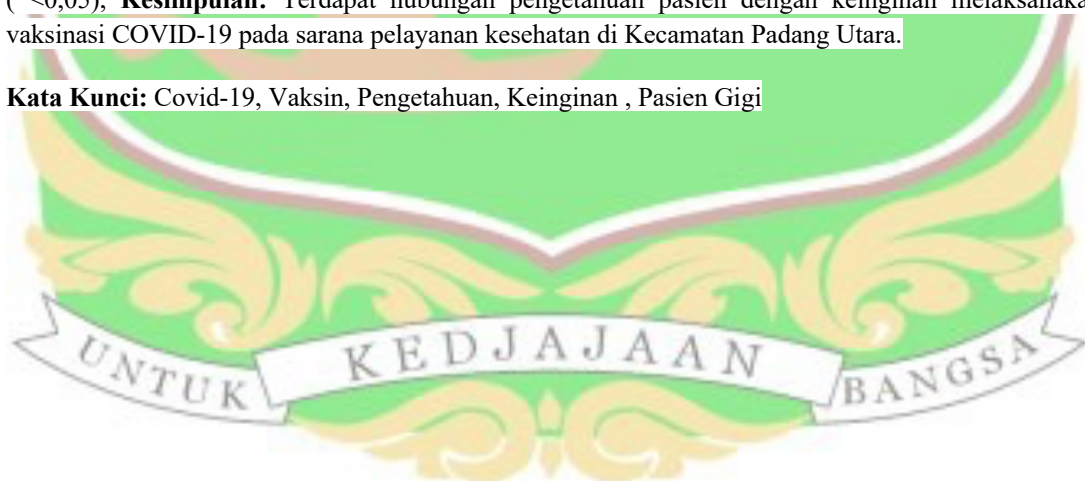 ( <0,05), Kesimpulan: Terdapat hubungan pengetahuan pasien dengan keinginan melaksanaka
vaksinasi COVID-19 pada sarana pelayanan kesehatan di Kecamatan Padang Utara.
Kata Kunci: Covid-19, Vaksin, Pengetahuan, Keinginan , Pasien Gigi
UNTUK KEDJAJAAN BANGSA